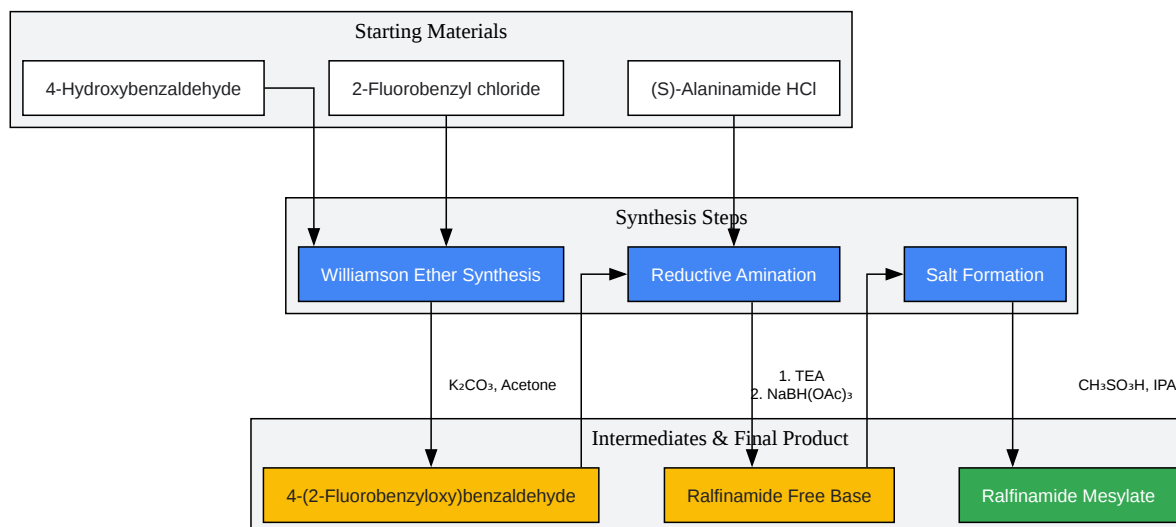 Starting Materials
4-Hydroxybenzaldehyde
2-Fluorobenzyl chloride
(S)-Alaninamide HCl
Synthesis Steps
Williamson Ether Synthesis
Reductive Amination
Salt Formation
K₂CO₃, Acetone
1. TEA
2. NaBH(OAc)₃
CH₃SO₃H, IPA
Intermediates & Final Product
4-(2-Fluorobenzyloxy)benzaldehyde
Ralfinamide Free Base
Ralfinamide Mesylate